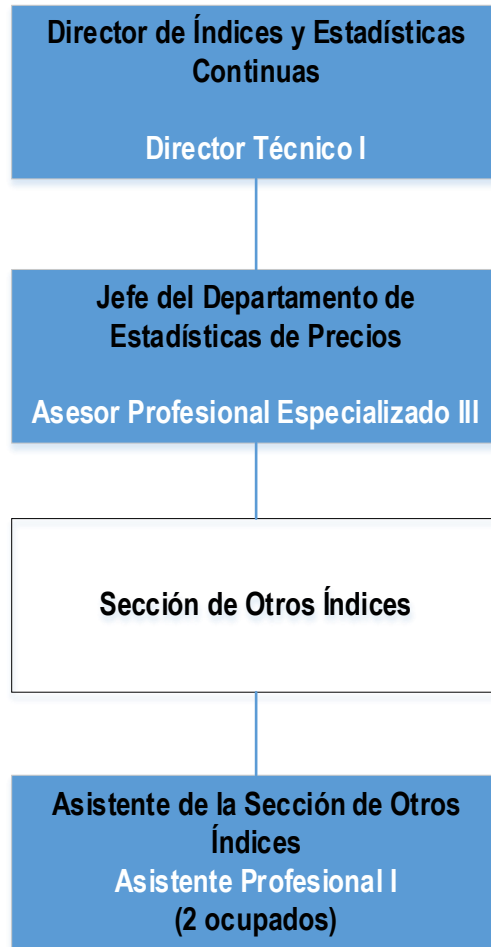 Director de Índices y Estadísticas
Continuas
Director Técnico I
Jefe del Departamento de
Estadísticas de Precios
Asesor Profesional Especializado III
Sección de Otros Índices
Asistente de la Sección de Otros
Índices
Asistente Profesional I
(2 ocupados)